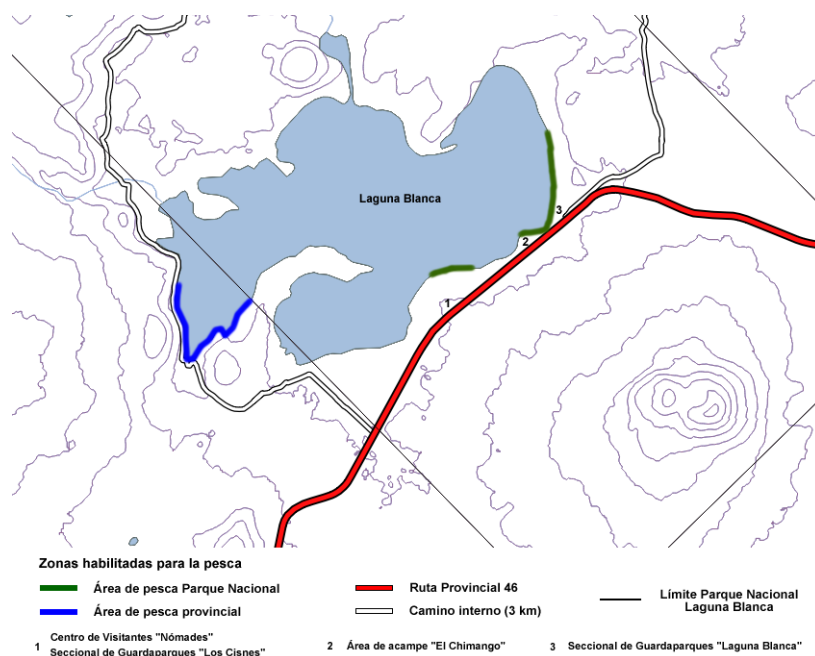 Laguna Blanca
3
2
1
Zonas habilitadas para la pesca
Área de pesca Parque Nacional
Área de pesca provincial
Ruta Provincial 46
Camino interno (3 km)
Límite Parque Nacional
Laguna Blanca
1 Centro de Visitantes "Nómades"
Seccional de Guardaparques "Los Cisnes"
2 Área de acampe "El Chimango"
3 Seccional de Guardaparques "Laguna Blanca"